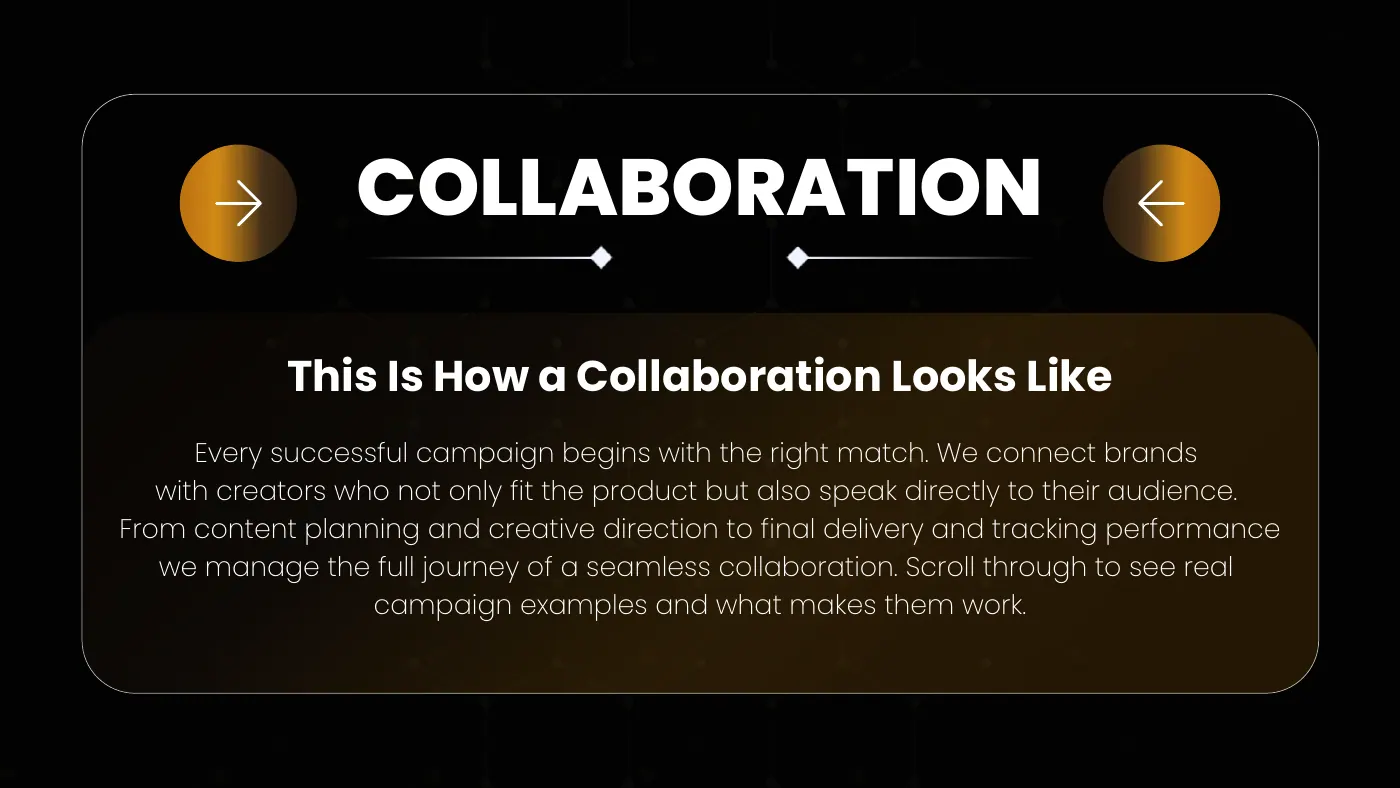 COLLABORATION
This Is How a Collaboration Looks Like
Every successful campaign begins with the right match. We connect brands
with creators who not only fit the product but also speak directly to their audience.
From content planning and creative direction to final delivery and tracking performance
we manage the full journey of a seamless collaboration. Scroll through to see real
campaign examples and what makes them work.